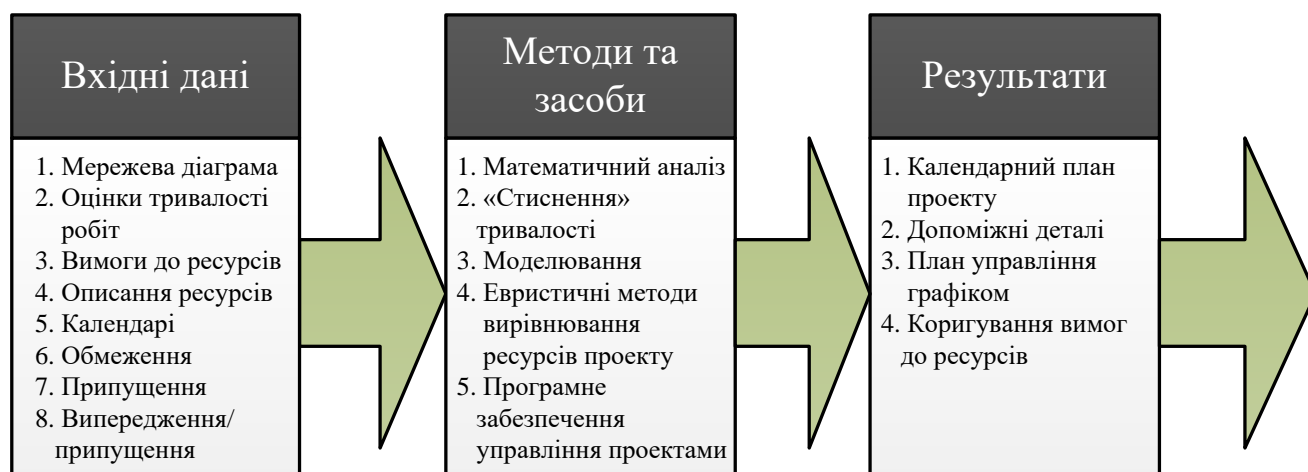 Вхідні дані
1. Мережева діаграма
2. Оцінки тривалості
робіт
3. Вимоги до ресурсів
4. Описання ресурсів
5. Календарі
6. Обмеження
7. Припущення
8. Випередження/
припущення
Методи та
засоби
1. Математичний аналіз
2. «Стиснення»
тривалості
3. Моделювання
4. Евристичні методи
вирівнювання
ресурсів проекту
5. Програмне
забезпечення
управління проектами
Результати
1. Календарний план
проекту
2. Допоміжні деталі
3. План управління
графіком
4. Коригування вимог
до ресурсів